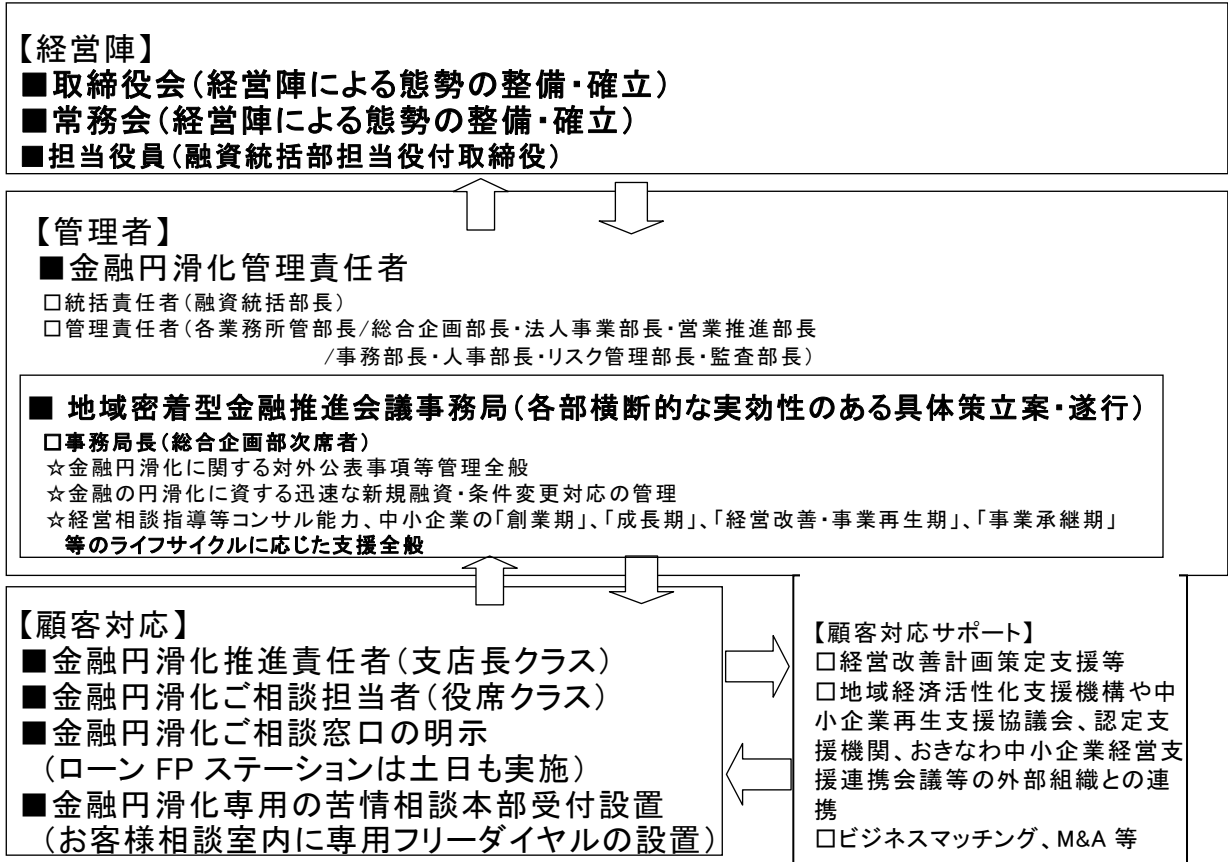 【経営陣】
■取締役会(経営陣による態勢の整備・確立)
■常務会(経営陣による態勢の整備・確立)
■担当役員(融資統括部担当役付取締役)
【管理者】
■金融円滑化管理責任者
□統括責任者(融資統括部長)
□管理責任者(各業務所管部長/総合企画部長・法人事業部長・営業推進部長
/事務部長・人事部長・リスク管理部長・監査部長)
■ 地域密着型金融推進会議事務局(各部横断的な実効性のある具体策立案・遂行)
□事務局長(総合企画部次席者)
☆金融円滑化に関する対外公表事項等管理全般
☆金融の円滑化に資する迅速な新規融資・条件変更対応の管理
☆経営相談指導等コンサル能力、中小企業の「創業期」、「成長期」、「経営改善・事業再生期」、「事業承継期」
等のライフサイクルに応じた支援全般
【顧客対応】
■金融円滑化推進責任者(支店長クラス)
■金融円滑化ご相談担当者(役席クラス)
■金融円滑化ご相談窓口の明示
(ローン FP ステーションは土日も実施)
■金融円滑化専用の苦情相談本部受付設置
(お客様相談室内に専用フリーダイヤルの設置)
【顧客対応サポート】
□経営改善計画策定支援等
□地域経済活性化支援機構や中
小企業再生支援協議会、認定支
援機関、おきなわ中小企業経営支
援連携会議等の外部組織との連
携
□ビジネスマッチング、M&A 等